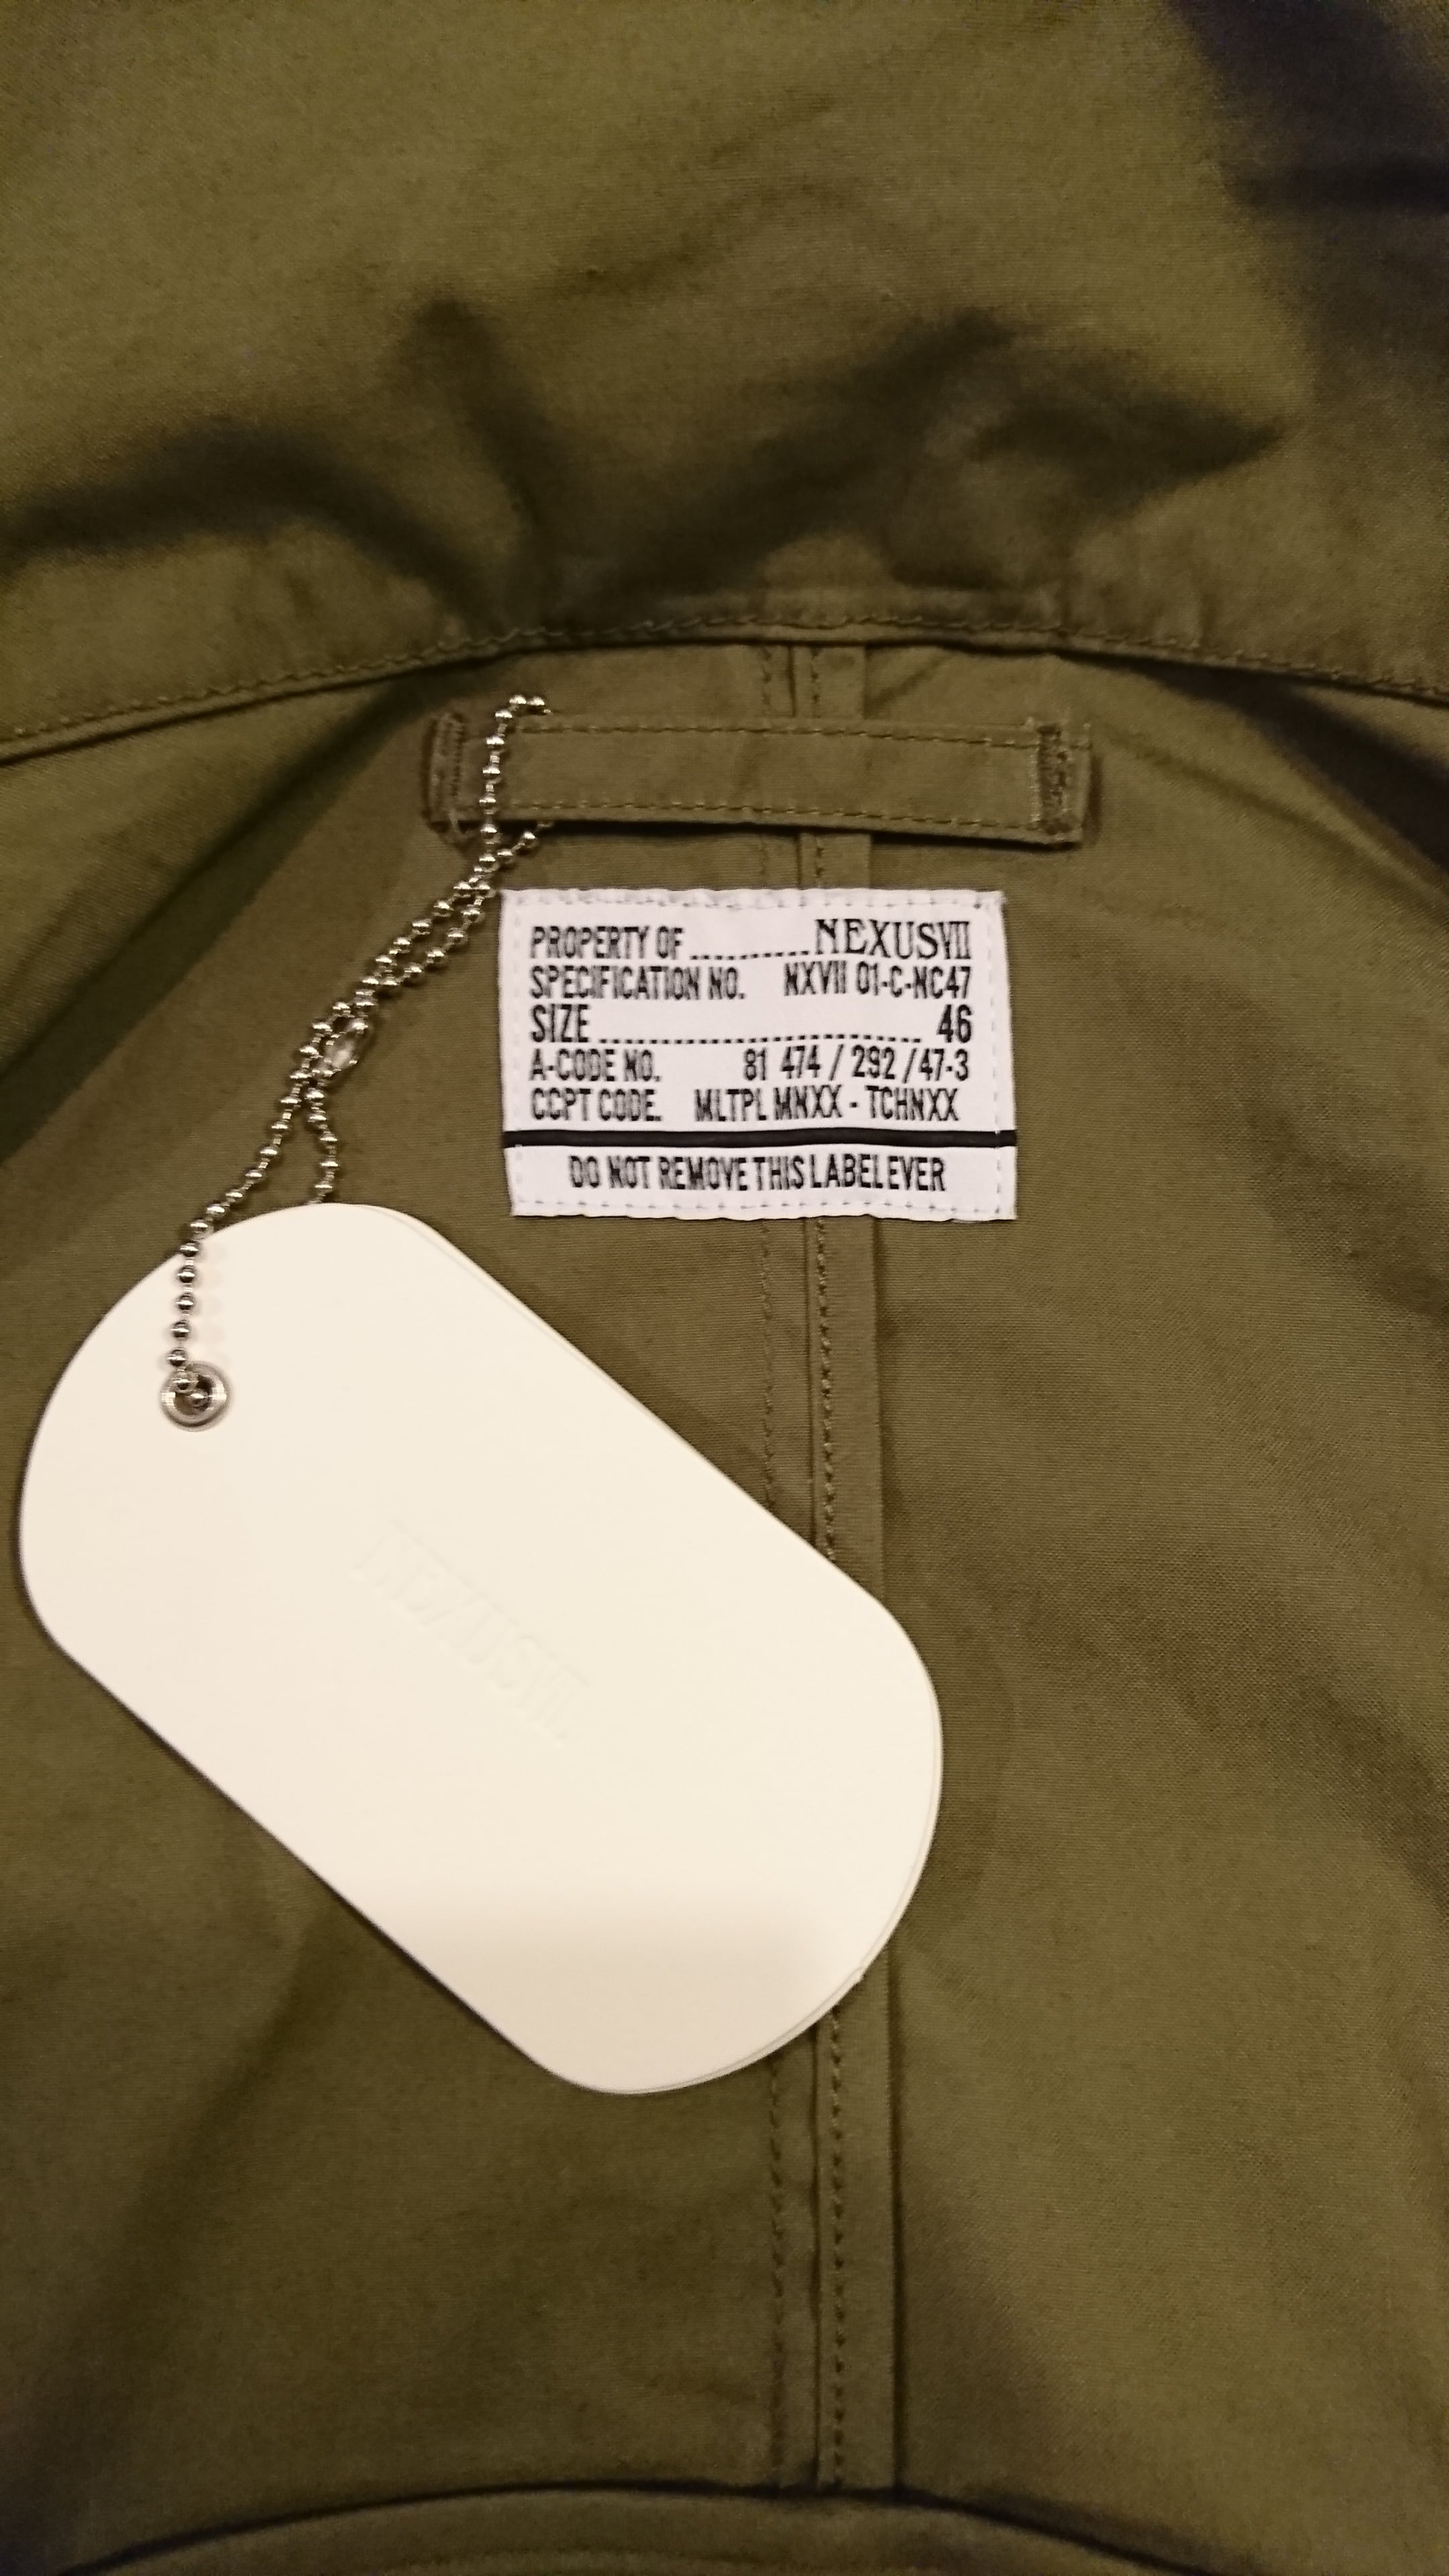 PROPERTY OF ..........NEXUSVII
SPECIFICATION NO. NXVII 01-C-NC47
SIZE ............................ 46
A-CODE NO. 81 474 / 292 /47-3
CCPT CODE. MLTPL MNXX - TCHNXX
DO NOT REMOVE THIS LABEL EVER
NEXUSVII